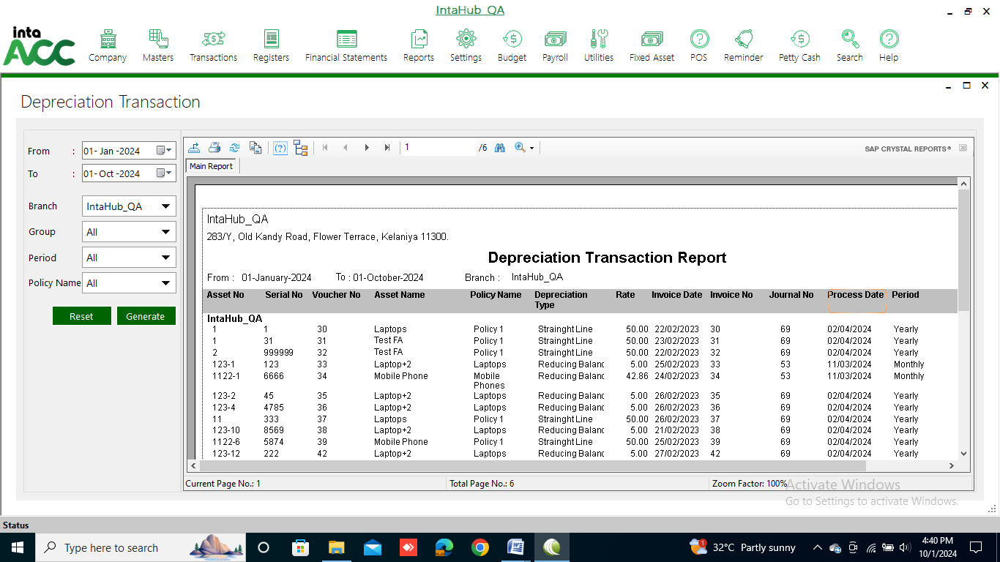 IntaHub_QA
inta
ACC
Company Masters Transactions Registers Financial Statements Reports Settings Budget Payroll Utilities Fixed Asset POS Reminder Petty Cash Search Help
Depreciation Transaction
From : 01- Jan -2024
To : 01- Oct -2024
Branch IntaHub_QA
Group All
Period All
Policy Name All
Reset Generate
1 /6
SAP CRYSTAL REPORTS®
Main Report
IntaHub_QA
283/Y, Old Kandy Road, Flower Terrace, Kelaniya 11300.
Depreciation Transaction Report
From : 01-January-2024 To : 01-October-2024 Branch : IntaHub_QA
Asset No Serial No Voucher No Asset Name Policy Name Depreciation Rate Invoice Date Invoice No Journal No Process Date Period
Type
IntaHub_QA
1 1 30 Laptops Policy 1 Strainght Line 50.00 22/02/2023 30 69 02/04/2024 Yearly
1 31 31 Test FA Policy 1 Strainght Line 50.00 23/02/2023 31 69 02/04/2024 Yearly
2 999999 32 Test FA Policy 1 Strainght Line 50.00 22/02/2023 32 69 02/04/2024 Yearly
123-1 123 33 Laptop+2 Laptops Reducing Balanc 5.00 25/02/2023 33 53 11/03/2024 Monthly
1122-1 6666 34 Mobile Phone Mobile Reducing Balanc 42.86 24/02/2023 34 53 11/03/2024 Monthly
Phones
123-2 45 35 Laptop+2 Laptops Reducing Balanc 5.00 26/02/2023 35 69 02/04/2024 Yearly
123-4 4785 36 Laptop+2 Laptops Reducing Balanc 5.00 26/02/2023 36 69 02/04/2024 Yearly
11 333 37 Laptops Policy 1 Strainght Line 50.00 26/02/2023 37 69 02/04/2024 Yearly
123-10 8569 38 Laptop+2 Laptops Reducing Balanc 5.00 21/02/2023 38 69 02/04/2024 Yearly
1122-6 5874 39 Mobile Phone Policy 1 Strainght Line 50.00 25/02/2023 39 69 02/04/2024 Yearly
123-12 222 42 Laptop+2 Laptops Reducing Balanc 5.00 27/02/2023 42 69 02/04/2024 Yearly
Current Page No.: 1 Total Page No.: 6 Zoom Factor: 100%
Activate Windows
Go to Settings to activate Windows.
Status
Type here to search
1
32°C Partly sunny
4:40 PM
10/1/2024